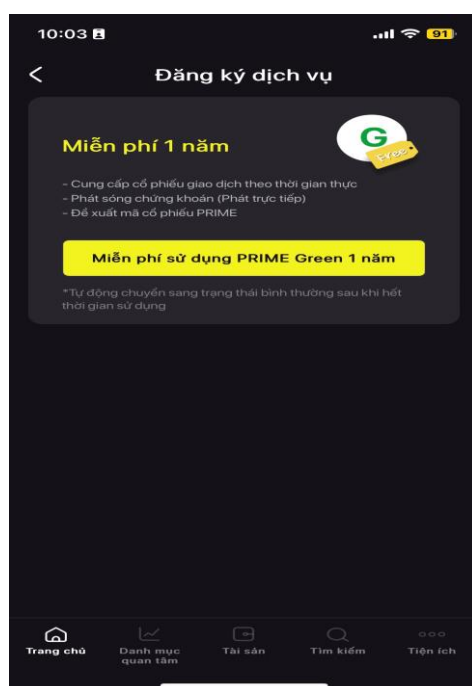 10:03
91
Đăng ký dịch vụ
Miễn phí 1 năm
G
Free
- Cung cấp cổ phiếu giao dịch theo thời gian thực
- Phát sóng chứng khoán (Phát trực tiếp)
- Đề xuất mã cổ phiếu PRIME
Miễn phí sử dụng PRIME Green 1 năm
*Tự động chuyển sang trạng thái bình thường sau khi hết
thời gian sử dụng
Trang chủ
Danh mục
quan tâm
Tài sản
Tìm kiếm
Tiện ích